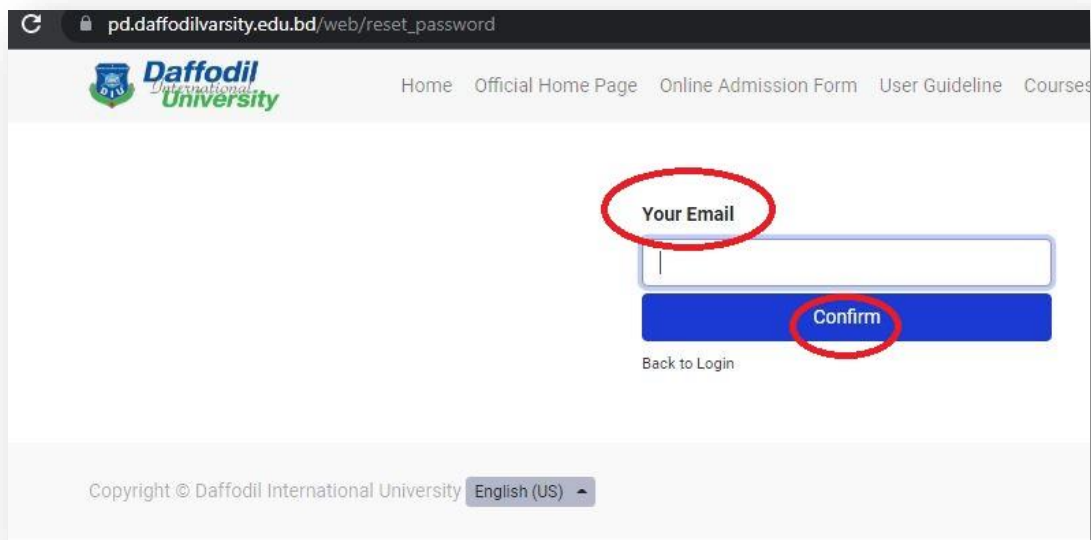 pd.daffodilvarsity.edu.bd/web/reset_password
Daffodil
International
University
Home Official Home Page Online Admission Form User Guideline Courses
Your Email
Confirm
Back to Login
Copyright © Daffodil International University English (US)